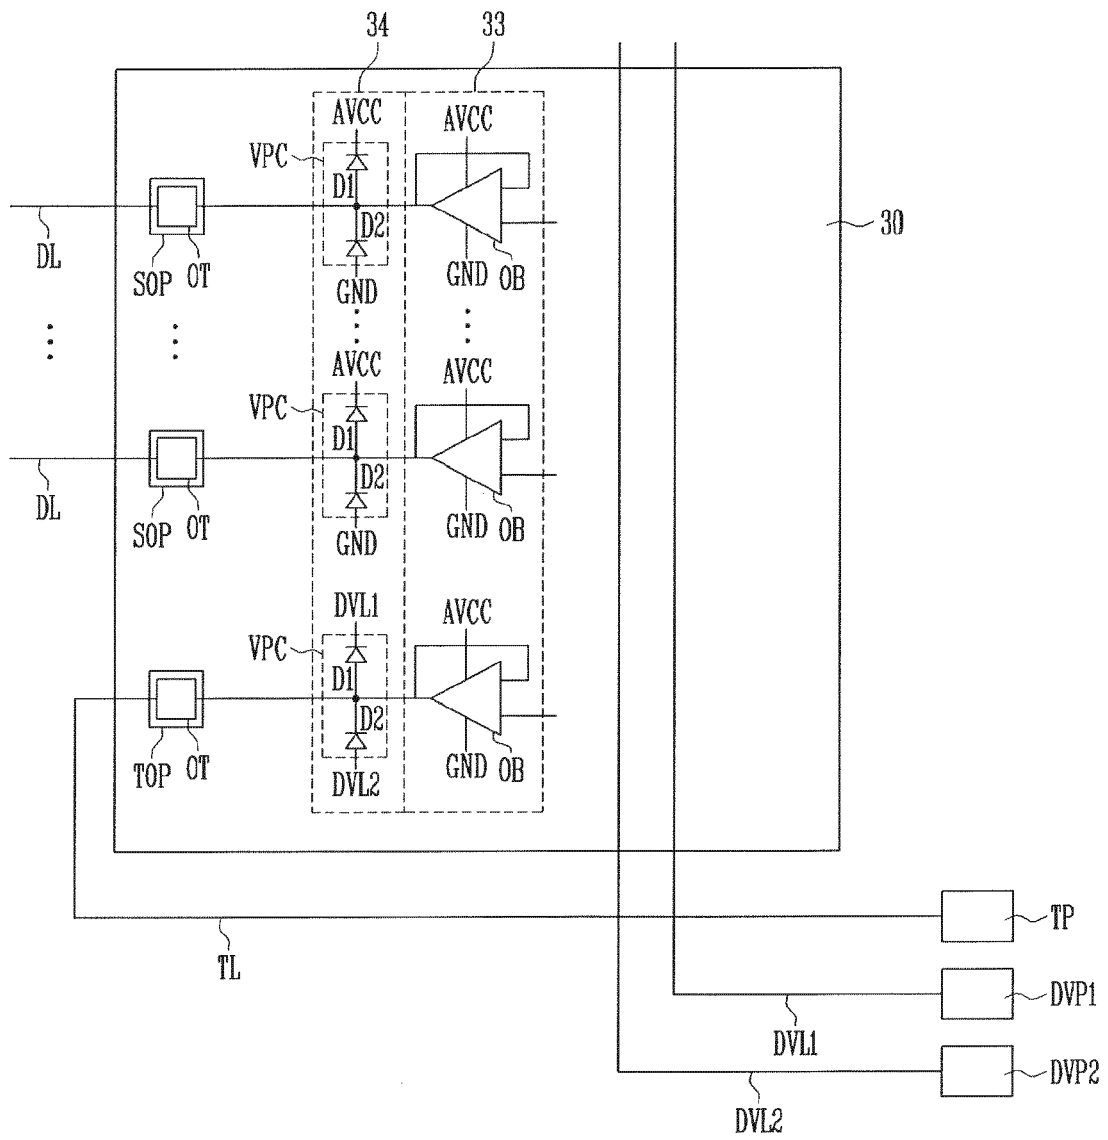 34 33
AVCC AVCC
VPC
D1
D2
30
DL SOP OT GND GND OB
AVCC AVCC
VPC
D1
D2
DL SOP OT GND GND OB
DVL1 AVCC
VPC
D1
D2
TOP OT DVL2 GND OB
TP
TL
DVP1
DVL1
DVP2
DVL2